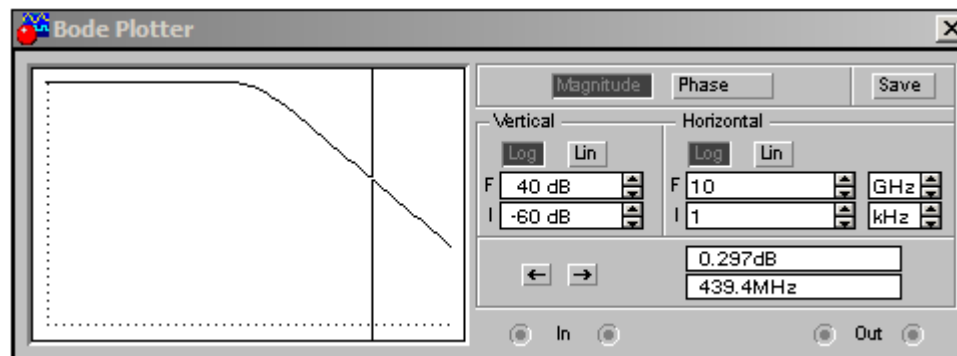 Bode Plotter
Magnitude Phase Save
Vertical Horizontal
Log Lin Log Lin
F 40 dB F 10 GHz
I -60 dB I 1 kHz
0.297dB
439.4MHz
In Out